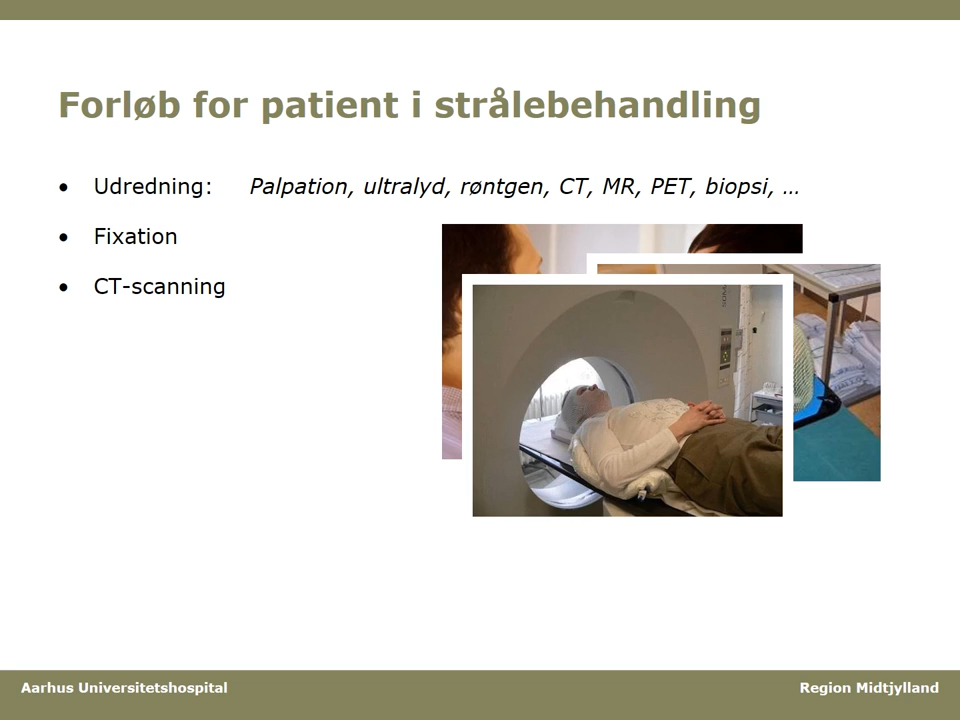 Forløb for patient i strålebehandling
• Udredning: Palpation, ultralyd, røntgen, CT, MR, PET, biopsi, …
• Fixation
• CT-scanning
Aarhus Universitetshospital
Region Midtjylland